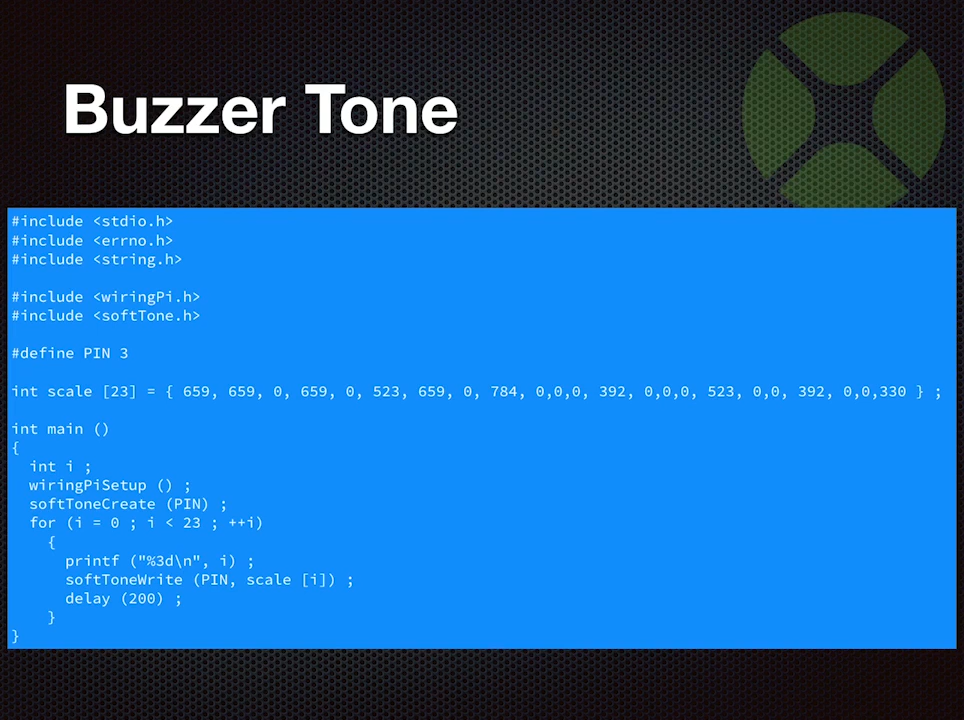 Buzzer Tone
#include <stdio.h>
#include <errno.h>
#include <string.h>
#include <wiringPi.h>
#include <softTone.h>
#define PIN 3
int scale [23] = { 659, 659, 0, 659, 0, 523, 659, 0, 784, 0,0,0, 392, 0,0,0, 523, 0,0, 392, 0,0,330 } ;
int main ()
{
int i ;
wiringPiSetup () ;
softToneCreate (PIN) ;
for (i = 0 ; i < 23 ; ++i)
{
printf ("%3d\n", i) ;
softToneWrite (PIN, scale [i]) ;
delay (200) ;
}
}